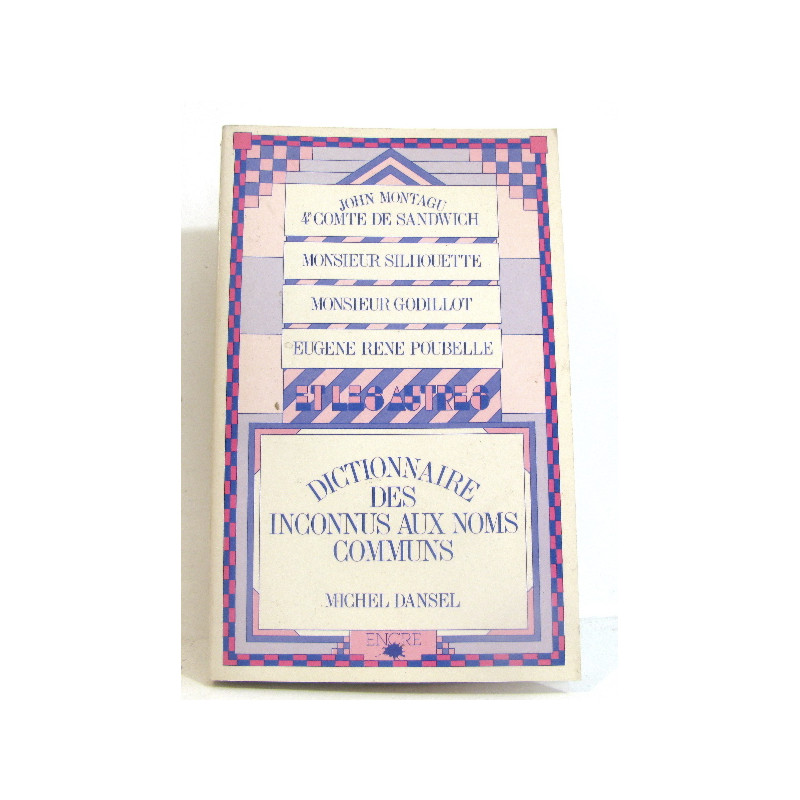 JOHN MONTAGU
4e COMTE DE SANDWICH
MONSIEUR SILHOUETTE
MONSIEUR GODILLOT
EUGENE RENE POUBELLE
ET LES ASTRES
DICTIONNAIRE
DES
INCONNUS AUX NOMS
COMMUNS
MICHEL DANSEL
ENCRE